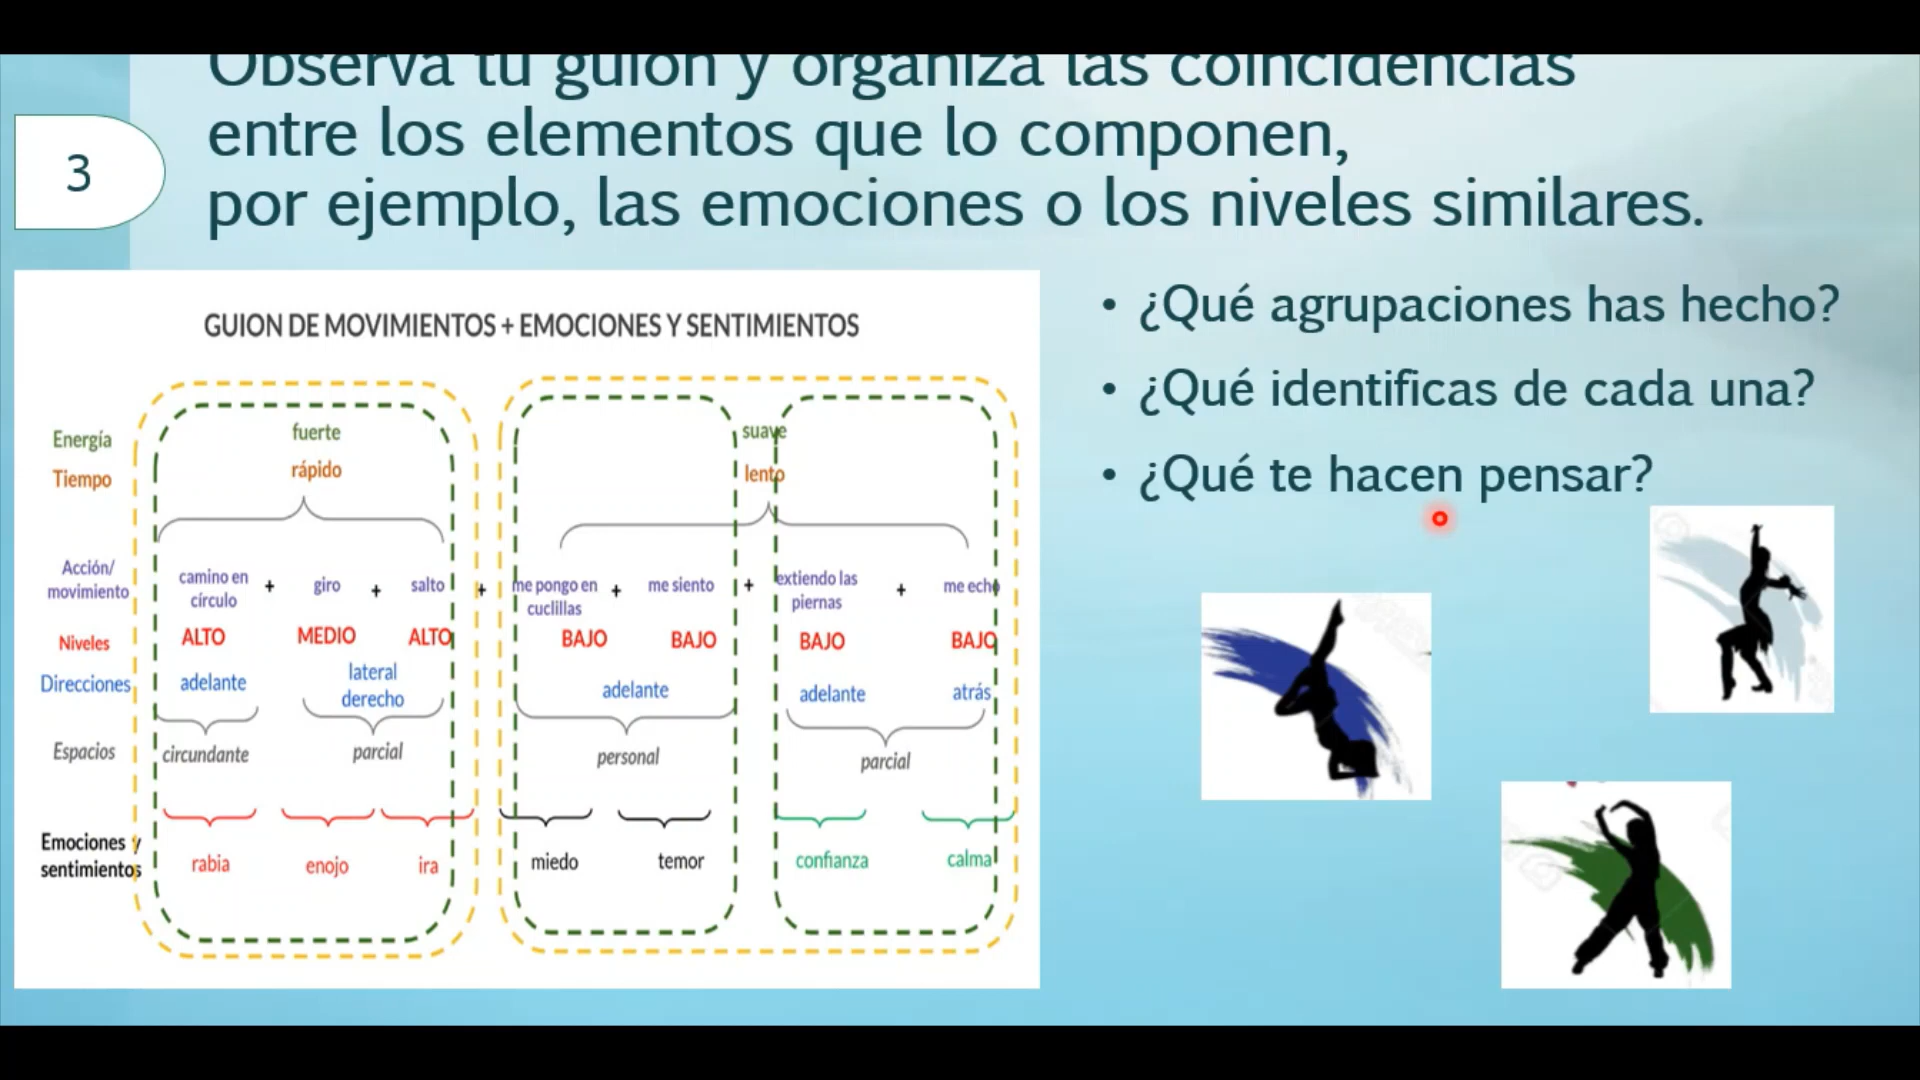 Observa tu guion y organiza las coincidencias
entre los elementos que lo componen,
por ejemplo, las emociones o los niveles similares.
3
GUION DE MOVIMIENTOS + EMOCIONES Y SENTIMIENTOS
Energía fuerte suave
Tiempo rápido lento
Acción/ movimiento
camino en círculo + giro + salto + me pongo en cuclillas + me siento + extiendo las piernas + me echo
Niveles ALTO MEDIO ALTO BAJO BAJO BAJO BAJO
Direcciones adelante lateral derecho adelante adelante atrás
Espacios circundante parcial personal parcial
Emociones y sentimientos
rabia enojo ira miedo temor confianza calma
• ¿Qué agrupaciones has hecho?
• ¿Qué identificas de cada una?
• ¿Qué te hacen pensar?